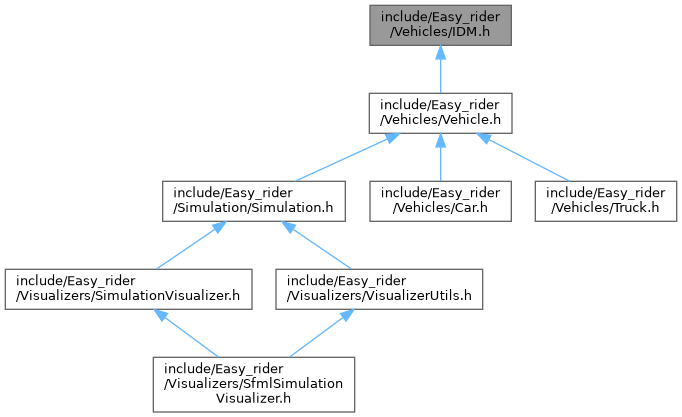 include/Easy_rider
/Vehicles/IDM.h
include/Easy_rider
/Vehicles/Vehicle.h
include/Easy_rider
/Simulation/Simulation.h
include/Easy_rider
/Vehicles/Car.h
include/Easy_rider
/Vehicles/Truck.h
include/Easy_rider
/Visualizers/SimulationVisualizer.h
include/Easy_rider
/Visualizers/VisualizerUtils.h
include/Easy_rider
/Visualizers/SfmlSimulation
Visualizer.h